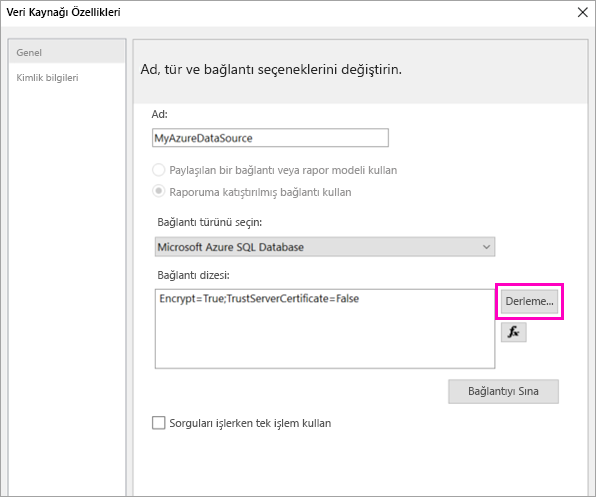 Veri Kaynağı Özellikleri
Genel
Kimlik bilgileri
Ad, tür ve bağlantı seçeneklerini değiştirin.
Ad:
MyAzureDataSource
Paylaşılan bir bağlantı veya rapor modeli kullan
Raporuma katıştırılmış bağlantı kullan
Bağlantı türünü seçin:
Microsoft Azure SQL Database
Bağlantı dizesi:
Encrypt=True;TrustServerCertificate=False
Derleme...
fx
Bağlantıyı Sına
Sorguları işlerken tek işlem kullan